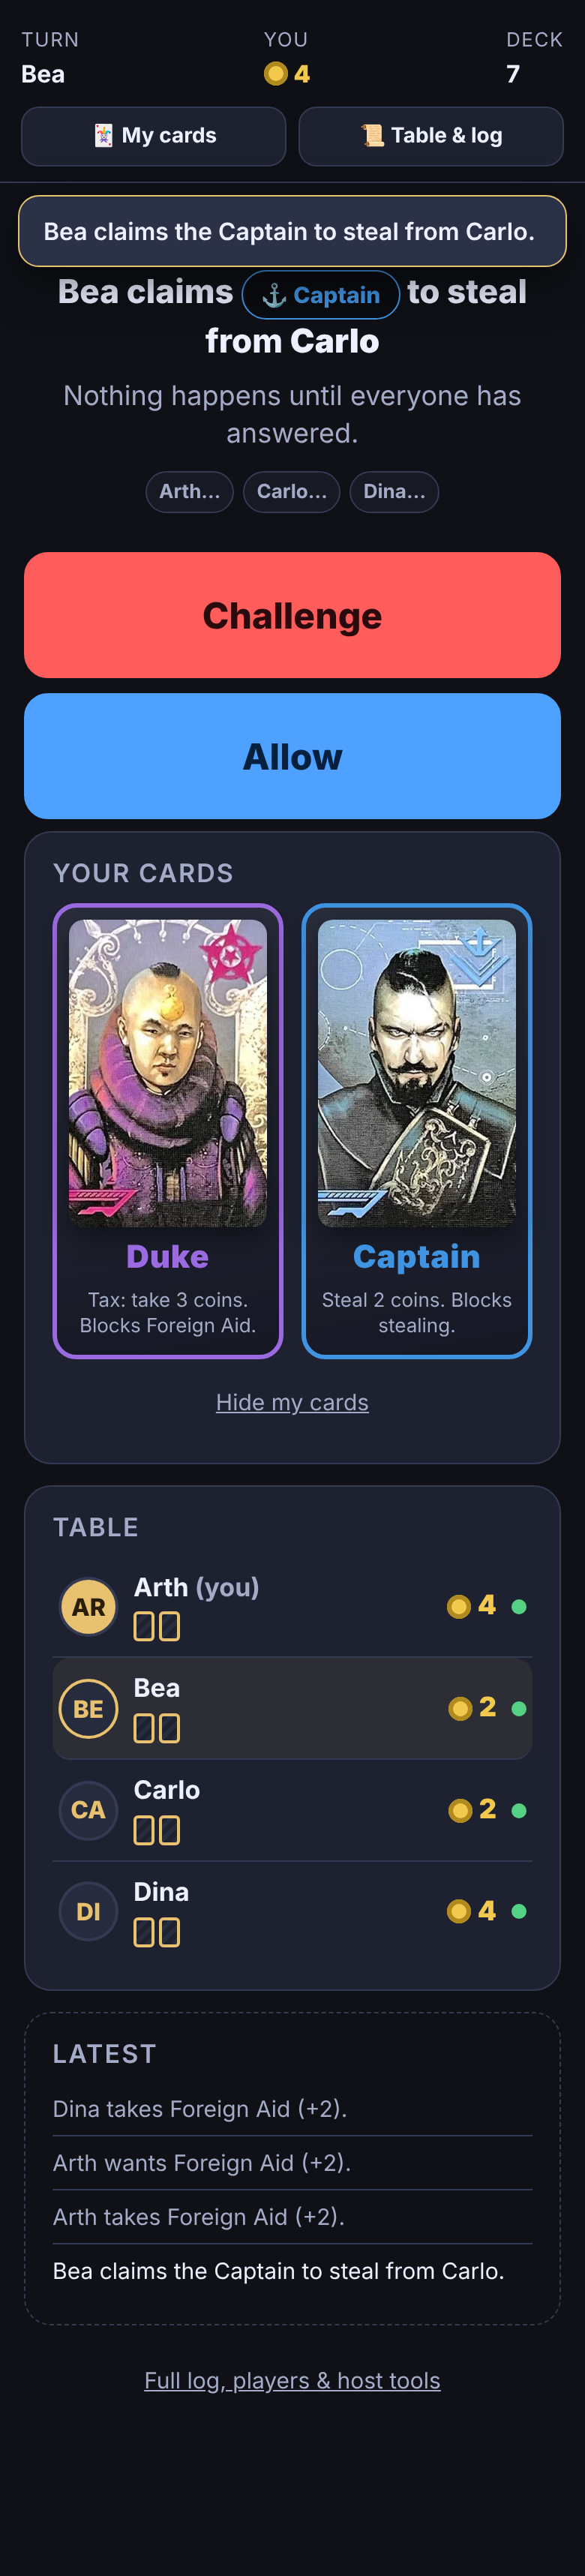 TURN
YOU
DECK
Bea
4
7
🃏 My cards
📜 Table & log
Bea claims the Captain to steal from Carlo.
Bea claims ⚓ Captain to steal
from Carlo
Nothing happens until everyone has
answered.
Arth…
Carlo…
Dina…
Challenge
Allow
YOUR CARDS
Duke
Tax: take 3 coins.
Blocks Foreign Aid.
Captain
Steal 2 coins. Blocks
stealing.
Hide my cards
TABLE
AR
Arth (you)
4
BE
Bea
2
CA
Carlo
2
DI
Dina
4
LATEST
Dina takes Foreign Aid (+2).
Arth wants Foreign Aid (+2).
Arth takes Foreign Aid (+2).
Bea claims the Captain to steal from Carlo.
Full log, players & host tools